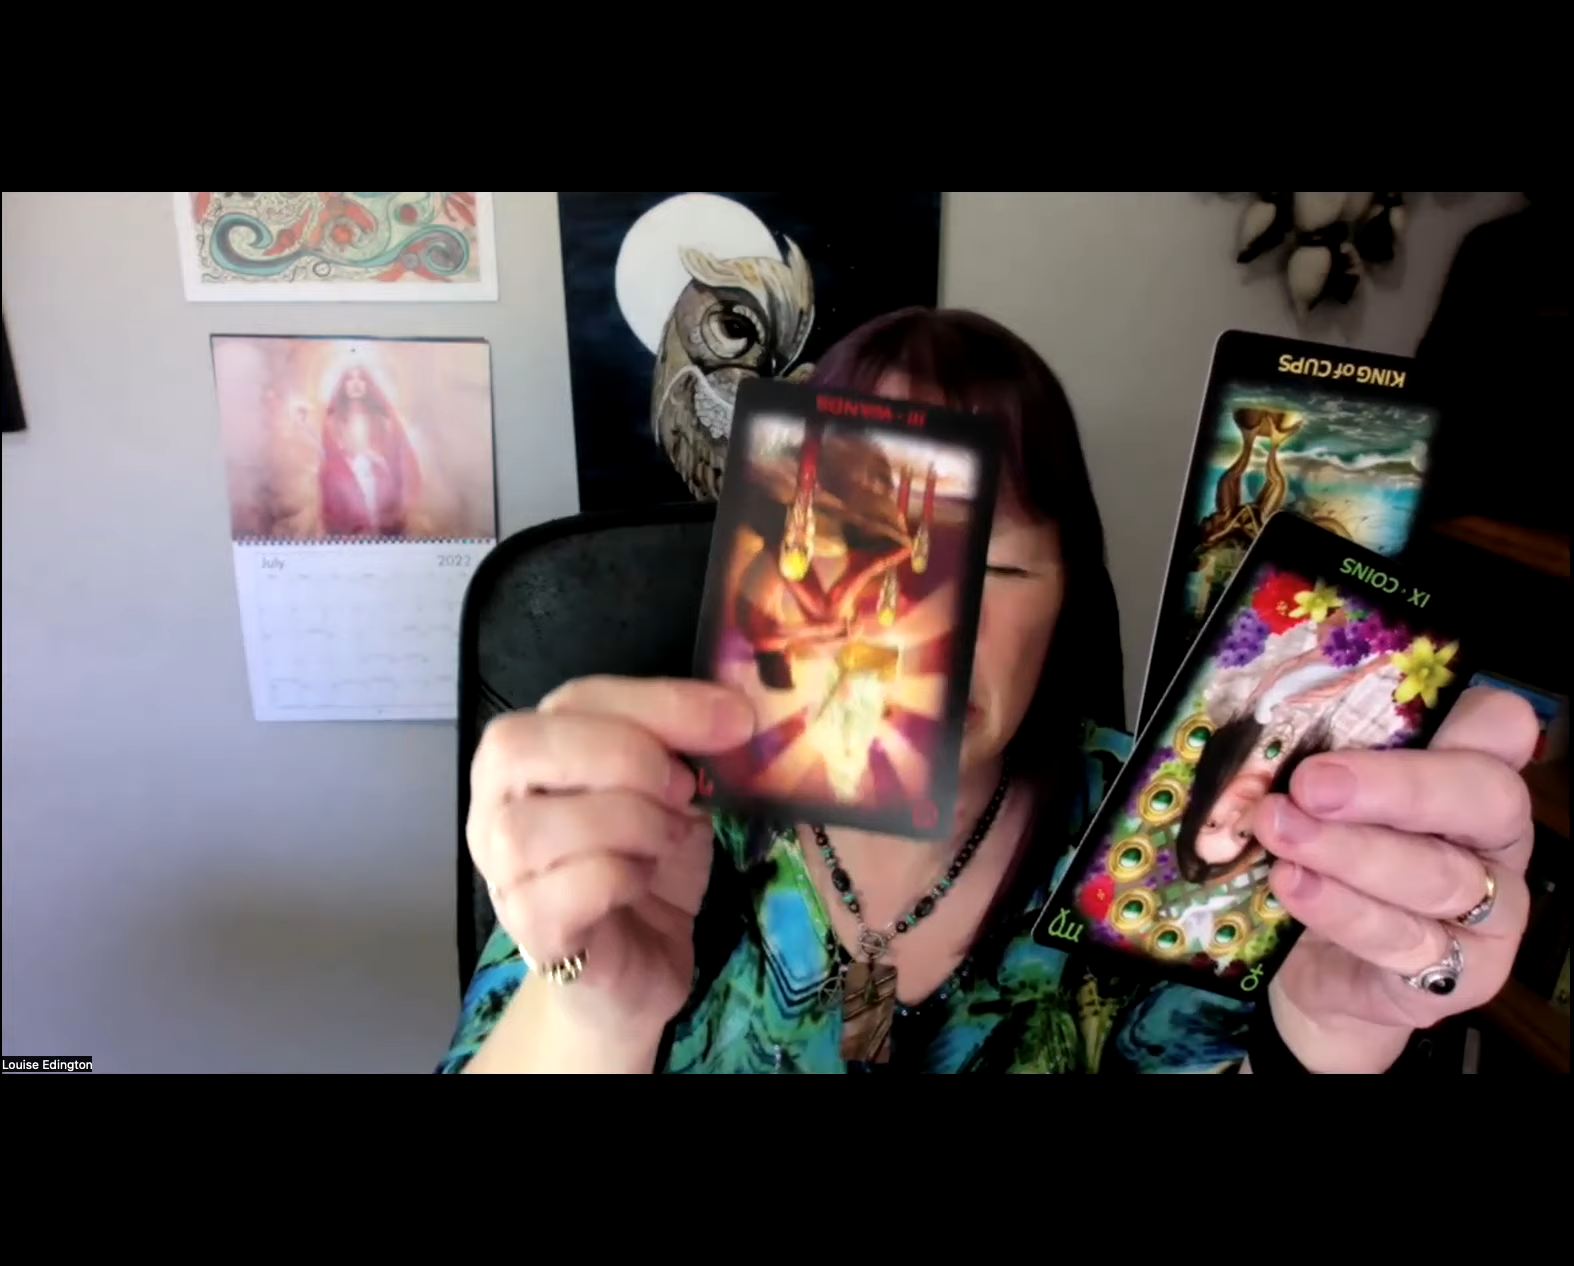 July 2022
KING of CUPS
III · WANDS
IX · COINS
Louise Edington